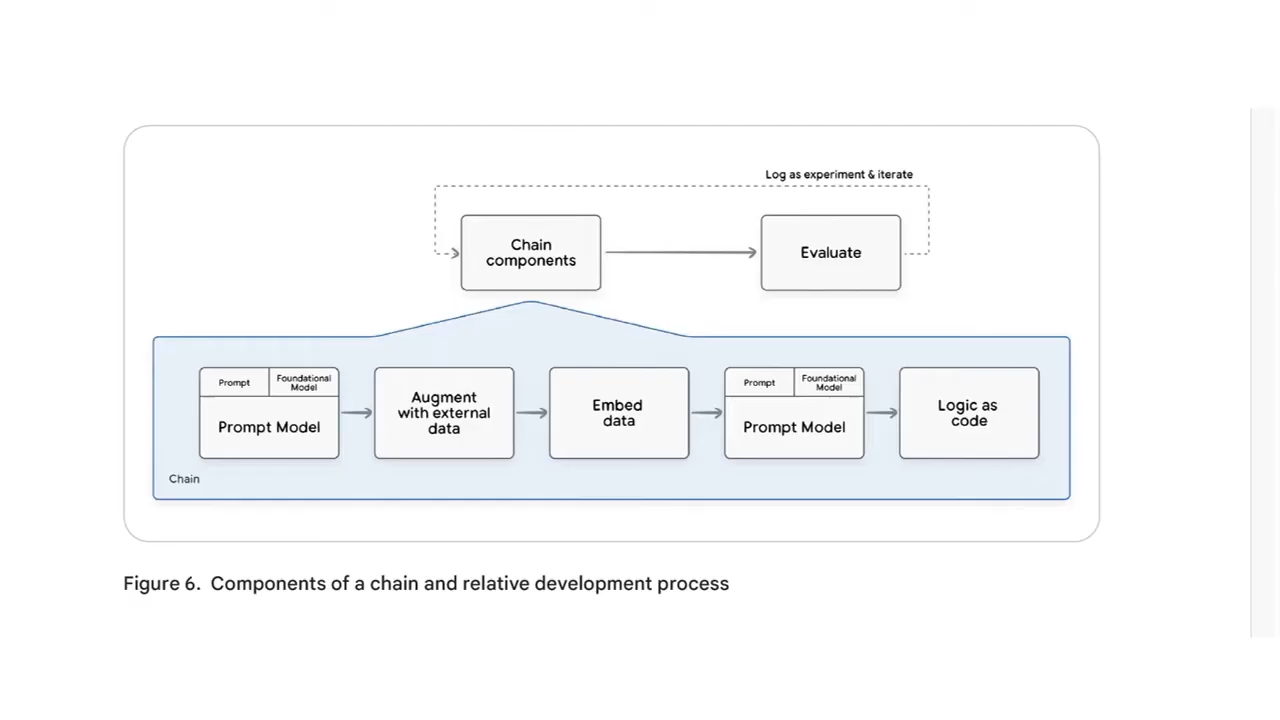 Log as experiment & iterate
Chain
components
Evaluate
Prompt
Foundational
Model
Prompt Model
Augment
with external
data
Embed
data
Prompt
Foundational
Model
Prompt Model
Logic as
code
Chain
Figure 6. Components of a chain and relative development process